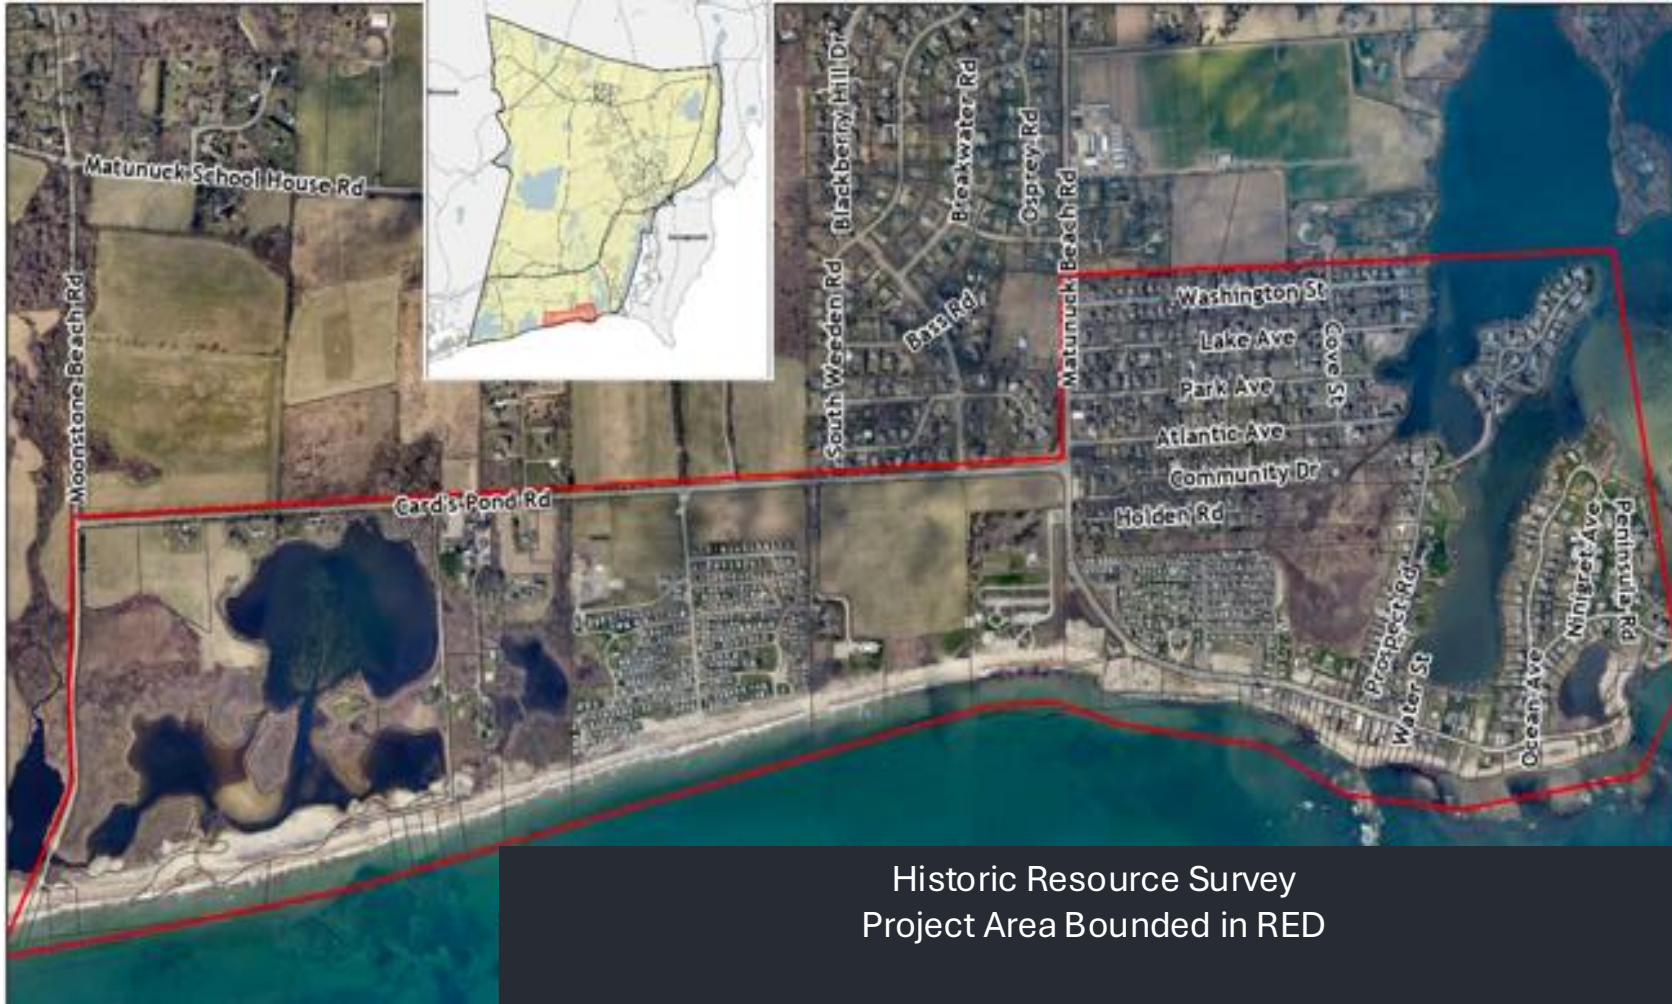 Matunuck School House Rd
Moonstone Beach Rd
Card's Pond Rd
South Weeden Rd
Blackberry Hill Dr
Breakwater Rd
Osprey Rd
Bass Rd
Matunuck Beach Rd
Washington St
Lake Ave
Cove St
Park Ave
Atlantic Ave
Community Dr
Holden Rd
Prospect Rd
Water St
Ocean Ave
Ninigret Ave
Peninsula Rd
Historic Resource Survey
Project Area Bounded in RED